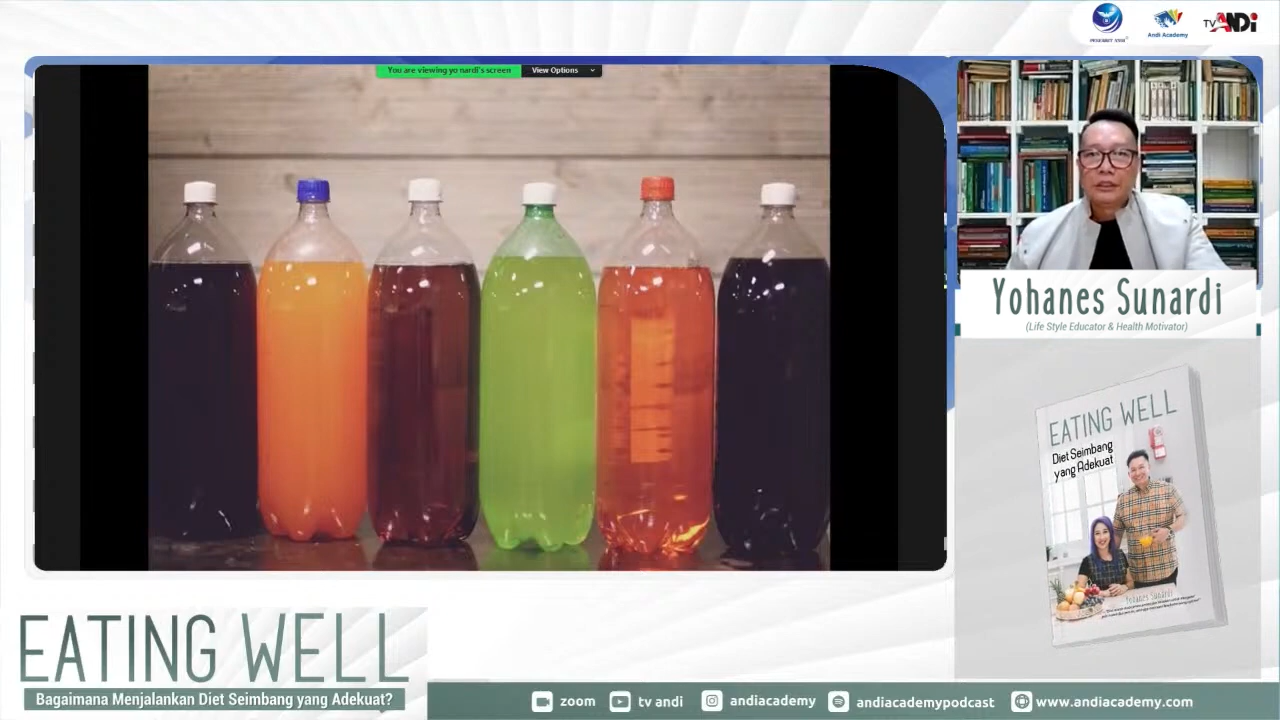 TV ANDi
Andi Academy
You are viewing yo nardi's screen
View Options
Yohanes Sunardi
(Life Style Educator & Health Motivator)
EATING WELL
Diet Seimbang
yang Adekuat
Yohanes Sunardi
EATING WELL
Bagaimana Menjalankan Diet Seimbang yang Adekuat?
zoom
tv andi
andiacademy
andiacademypodcast
www.andiacademy.com